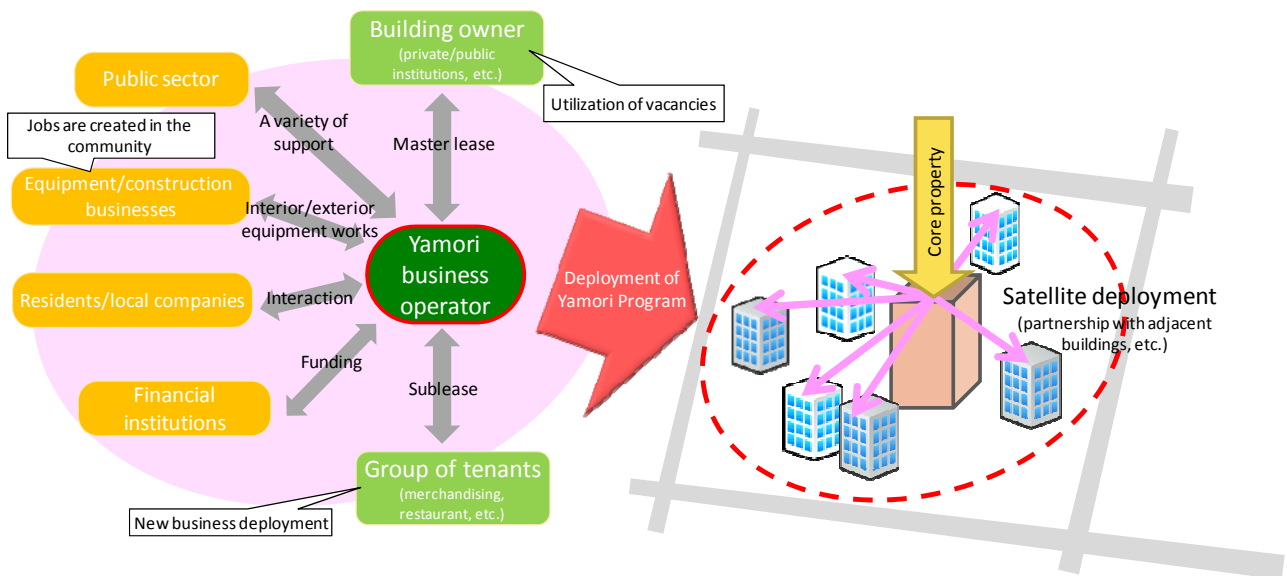 Building owner
(private/public
institutions, etc.)
Public sector
Utilization of vacancies
Jobs are created in the
community
A variety of
support
Master lease
Equipment/construction
businesses
Interior/exterior
equipment works
Yamori
business
operator
Residents/local companies
Interaction
Funding
Financial
institutions
Sublease
Group of tenants
(merchandising,
restaurant, etc.)
New business deployment
Deployment of
Yamori Program
Core property
Satellite deployment
(partnership with adjacent
buildings, etc.)